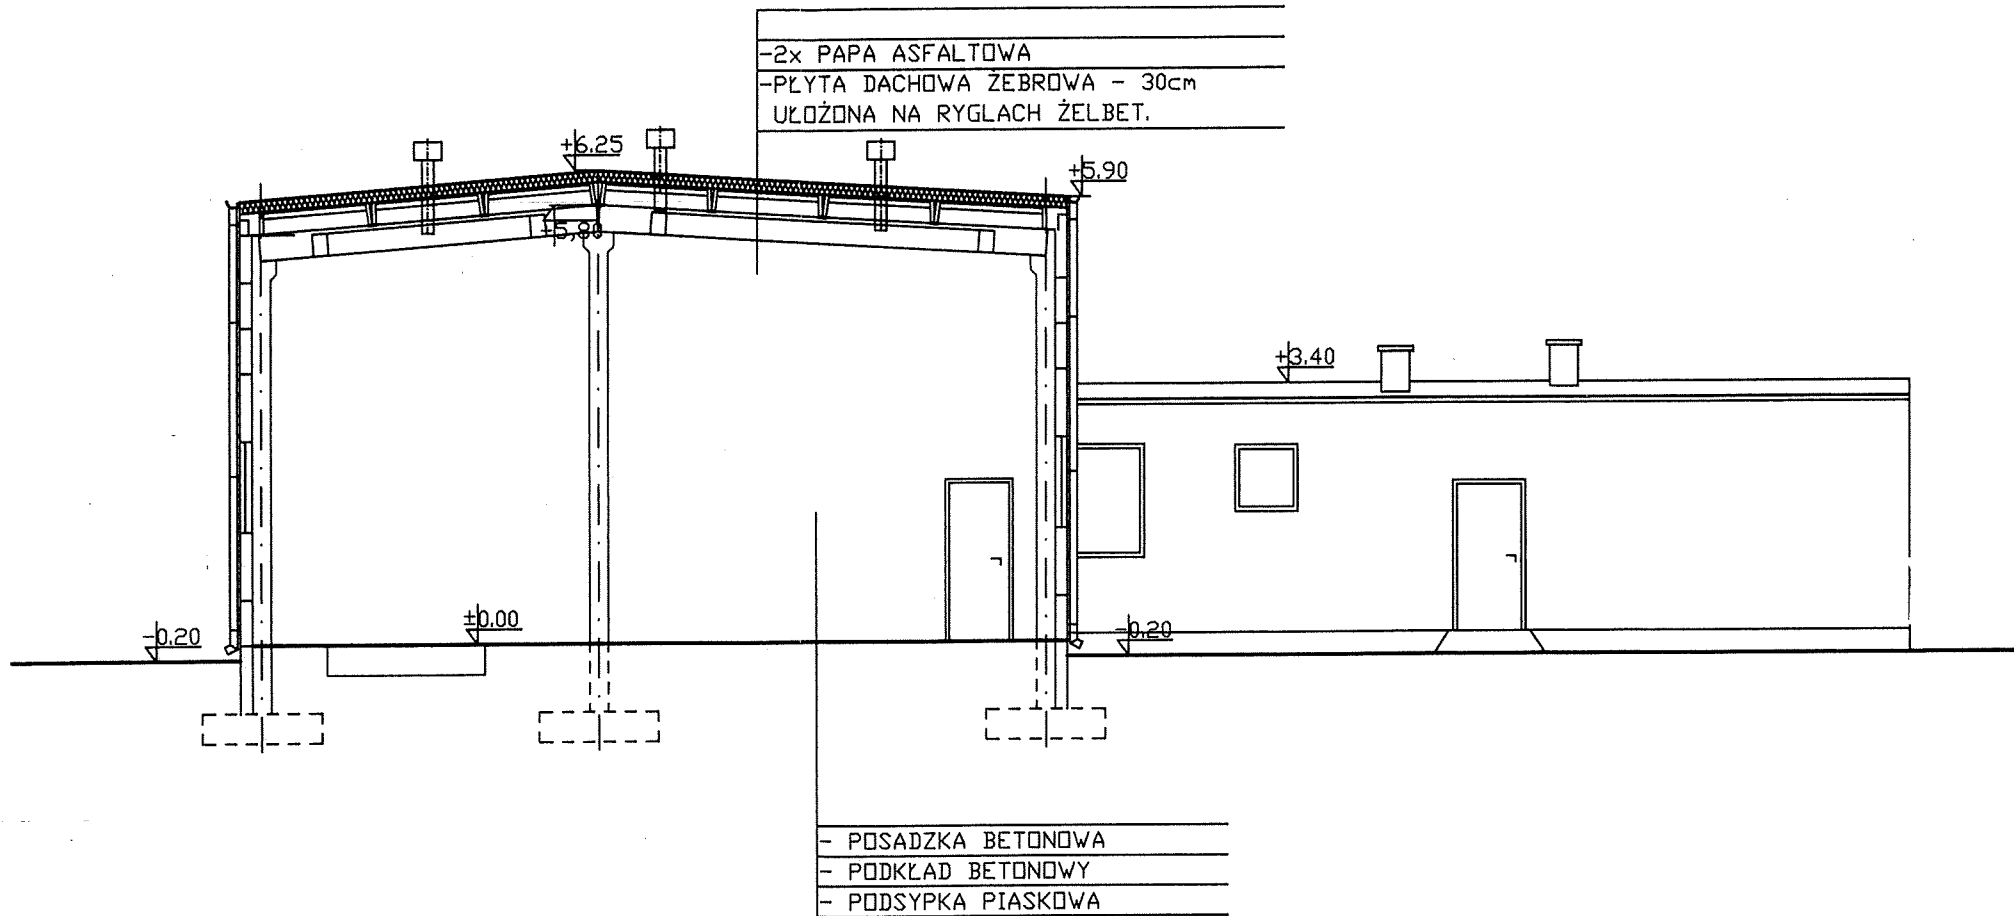 -2x PAPA ASFALTOWA
-PŁYTA DACHOWA ŻEBROWA - 30cm
UŁOŻONA NA RYGLACH ŻELBET.
+6.25
+5.90
+5,80
+3.40
±0.00
-0.20
-0.20
- POSADZKA BETONOWA
- PODKŁAD BETONOWY
- PODSYPKA PIASKOWA